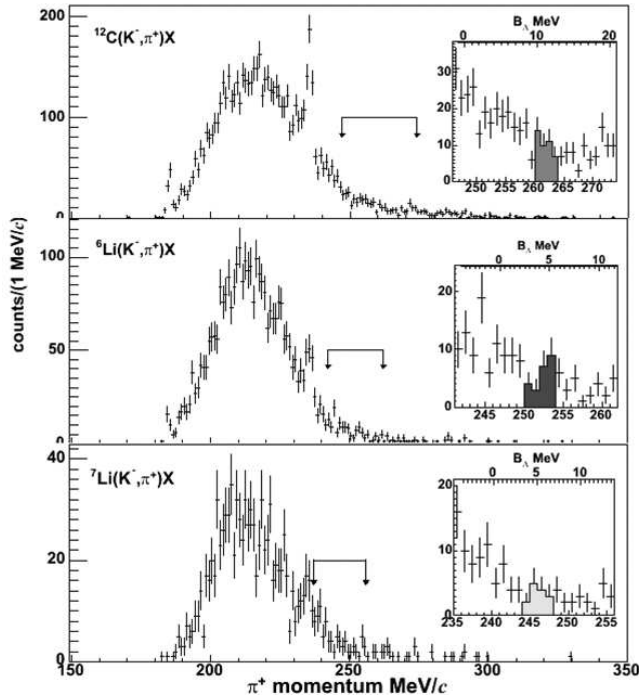 200
100
0
¹²C(K⁻,π⁺)X
B_Λ MeV
0 10 20
30
20
10
0
250 255 260 265 270
counts/(1 MeV/c)
100
50
0
⁶Li(K⁻,π⁺)X
B_Λ MeV
0 5 10
20
10
0
245 250 255 260
40
20
0
⁷Li(K⁻,π⁺)X
B_Λ MeV
0 5 10
20
10
0
235 240 245 250 255
150 200 250 300 350
π⁺ momentum MeV/c